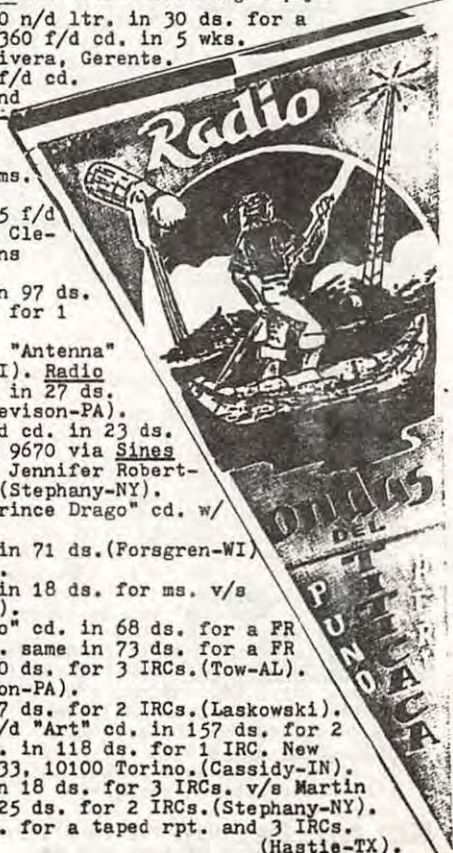 0 n/d ltr. in 30 ds. for a
360 f/d cd. in 5 wks.
ivera, Gerente.
f/d cd.
nd
ms.
5 f/d
Cle-
ns
n 97 ds.
for 1
"Antenna"
I). Radio
in 27 ds.
evison-PA).
d cd. in 23 ds.
9670 via Sines
Jennifer Robert-
(Stephany-NY).
rince Drago" cd. w/
in 71 ds.(Forsgren-WI)
in 18 ds. for ms. v/s
).
o" cd. in 68 ds. for a FR
. same in 73 ds. for a FR
0 ds. for 3 IRCs.(Tow-AL).
on-PA).
7 ds. for 2 IRCs.(Laskowski).
/d "Art" cd. in 157 ds. for 2
. in 118 ds. for 1 IRC. New
33, 10100 Torino.(Cassidy-IN).
n 18 ds. for 3 IRCs. v/s Martin
25 ds. for 2 IRCs.(Stephany-NY).
. for a taped rpt. and 3 IRCs.
(Hastie-TX).
Radio
ONDAS
DEL
TITICACA
PUNO